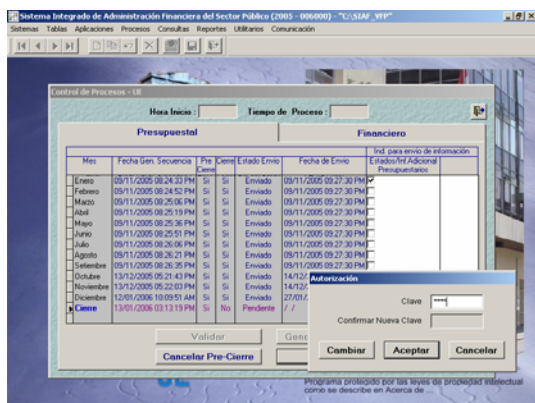 Sistema Integrado de Administración Financiera del Sector Público (2005 - 006000) - "C:\SIAF_VFP"
Sistemas Tablas Aplicaciones Procesos Consultas Reportes Utilitarios Comunicación
Control de Procesos - UE
Hora Inicio : Tiempo de Proceso :
Presupuestal Financiero
Ind. para envio de información
Mes Fecha Gen. Secuencia Pre Cierre Cierre Estado Envio Fecha de Envio Estados/Inf.Adicional Presupuestarios
Enero 09/11/2005 08:24:33 PM Si Si Enviado 09/11/2005 09:27:30 PM
Febrero 09/11/2005 08:24:52 PM Si Si Enviado 09/11/2005 09:27:30 PM
Marzo 09/11/2005 08:25:06 PM Si Si Enviado 09/11/2005 09:27:30 PM
Abril 09/11/2005 08:25:19 PM Si Si Enviado 09/11/2005 09:27:30 PM
Mayo 09/11/2005 08:25:36 PM Si Si Enviado 09/11/2005 09:27:30 PM
Junio 09/11/2005 08:25:51 PM Si Si Enviado 09/11/2005 09:27:30 PM
Julio 09/11/2005 08:26:06 PM Si Si Enviado 09/11/2005 09:27:30 PM
Agosto 09/11/2005 08:26:21 PM Si Si Enviado 09/11/2005 09:27:30 PM
Setiembre 09/11/2005 08:26:35 PM Si Si Enviado 09/11/2005 09:27:30 PM
Octubre 13/12/2005 05:21:43 PM Si Si Enviado 14/12/
Noviembre 13/12/2005 05:22:03 PM Si Si Enviado 14/12/
Diciembre 12/01/2006 10:09:51 AM Si Si Enviado 27/01/
Cierre 13/01/2006 03:13:19 PM Si No Pendiente / /
Autorización
Clave ****
Confirmar Nueva Clave
Cambiar Aceptar Cancelar
Validar
Cancelar Pre-Cierre
Programa protegido por las leyes de propiedad intelectual
como se describe en Acerca de ...